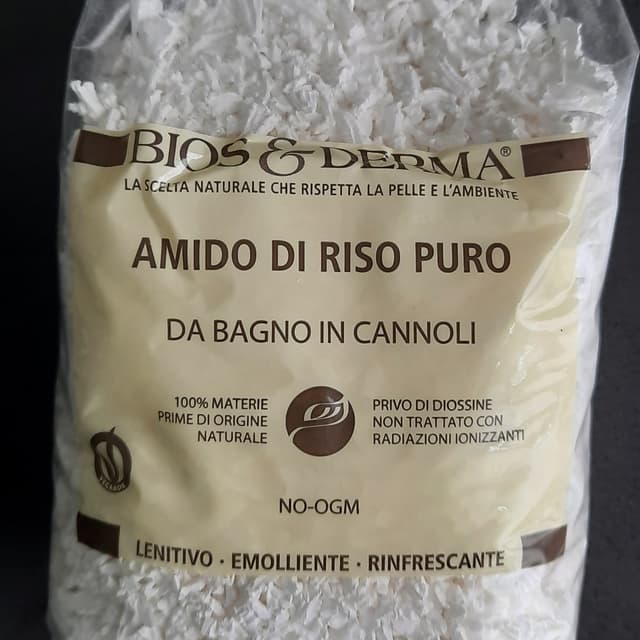 BIOS & DERMA®
LA SCELTA NATURALE CHE RISPETTA LA PELLE E L'AMBIENTE
AMIDO DI RISO PURO
DA BAGNO IN CANNOLI
100% MATERIE
PRIME DI ORIGINE
NATURALE
PRIVO DI DIOSSINE
NON TRATTATO CON
RADIAZIONI IONIZZANTI
NO-OGM
LENITIVO · EMOLLIENTE · RINFRESCANTE